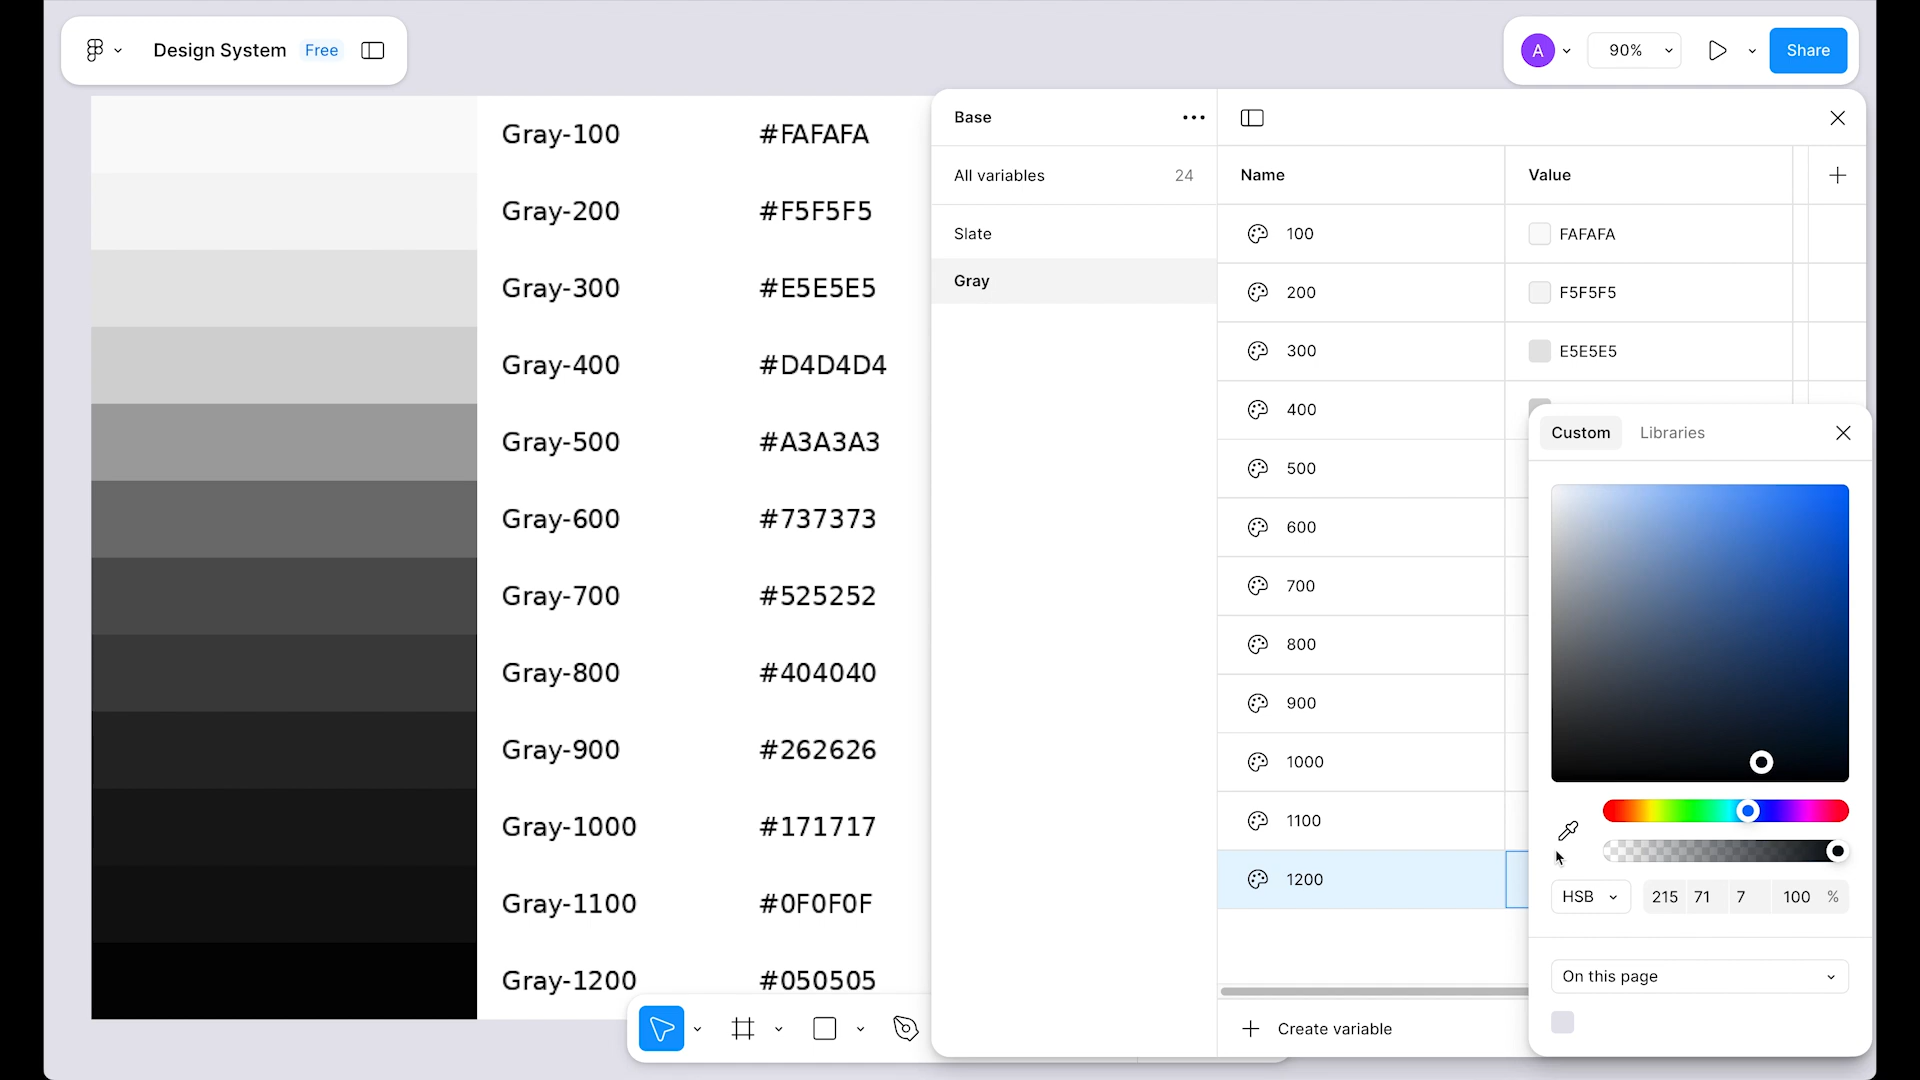 Design System Free
A 90% Share
Gray-100 #FAFAFA
Gray-200 #F5F5F5
Gray-300 #E5E5E5
Gray-400 #D4D4D4
Gray-500 #A3A3A3
Gray-600 #737373
Gray-700 #525252
Gray-800 #404040
Gray-900 #262626
Gray-1000 #171717
Gray-1100 #0F0F0F
Gray-1200 #050505
Base
All variables 24
Slate
Gray
Name Value
100 FAFAFA
200 F5F5F5
300 E5E5E5
400
500
600
700
800
900
1000
1100
1200
Create variable
Custom Libraries
HSB 215 71 7 100 %
On this page